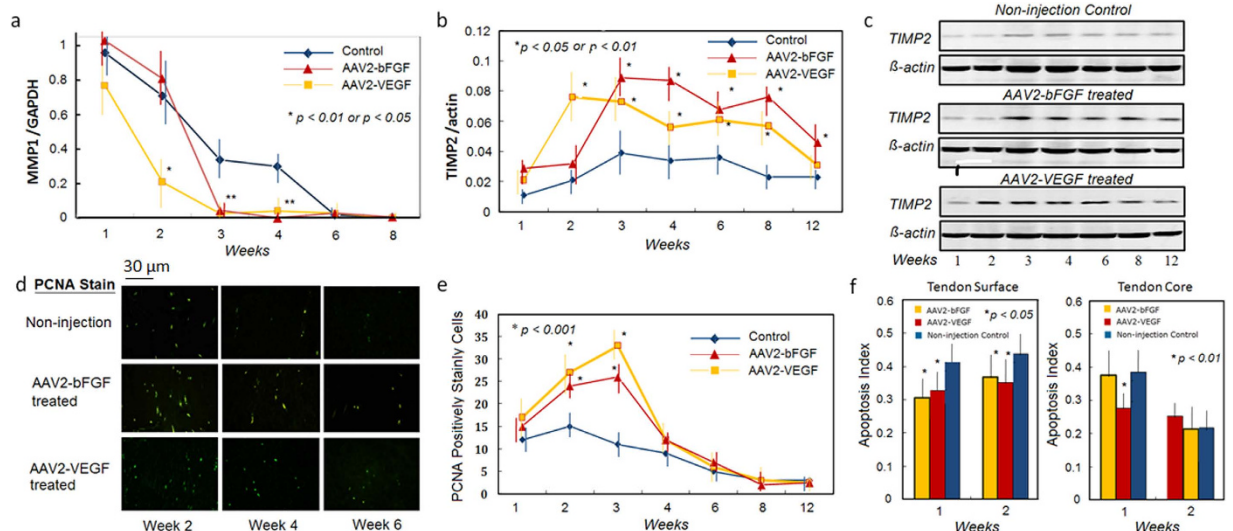 a
MMP1 /GAPDH
1
0.8
0.6
0.4
0.2
0
Control
AAV2-bFGF
AAV2-VEGF
* p < 0.01 or p < 0.05
*
**
**
1 2 3 4 6 8
Weeks
b
TIMP2 /actin
0.12
0.1
0.08
0.06
0.04
0.02
0.00
*p < 0.05 or p < 0.01
Control
AAV2-bFGF
AAV2-VEGF
* * * * * * * * * *
1 2 3 4 6 8 12
Weeks
c
Non-injection Control
TIMP2
ß-actin
AAV2-bFGF treated
TIMP2
ß-actin
AAV2-VEGF treated
TIMP2
ß-actin
Weeks 1 2 3 4 6 8 12
d
30 µm
PCNA Stain
Non-injection
AAV2-bFGF
treated
AAV2-VEGF
treated
Week 2 Week 4 Week 6
e
PCNA Positively Stainly Cells
40
35
30
25
20
15
10
5
0
* p < 0.001
Control
AAV2-bFGF
AAV2-VEGF
* * * *
1 2 3 4 6 8 12
Weeks
f
Tendon Surface
Apoptosis Index
0.6
0.5
0.4
0.3
0.2
0.1
0
AAV2-bFGF
AAV2-VEGF
Non-injection Control
*p < 0.05
* * * *
1 2
Weeks
Tendon Core
Apoptosis Index
0.6
0.5
0.4
0.3
0.2
0.1
0
AAV2-bFGF
AAV2-VEGF
Non-injection Control
* p < 0.01
*
1 2
Weeks